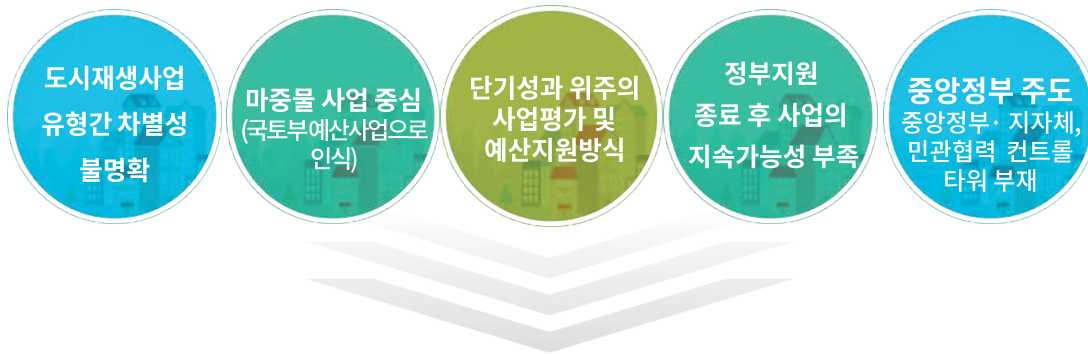 도시재생사업
유형간 차별성
불명확
마중물 사업 중심
(국토부예산사업으로
인식)
단기성과 위주의
사업평가 및
예산지원방식
정부지원
종료 후 사업의
지속가능성 부족
중앙정부 주도
중앙정부· 지자체,
민관협력 컨트롤
타워 부재